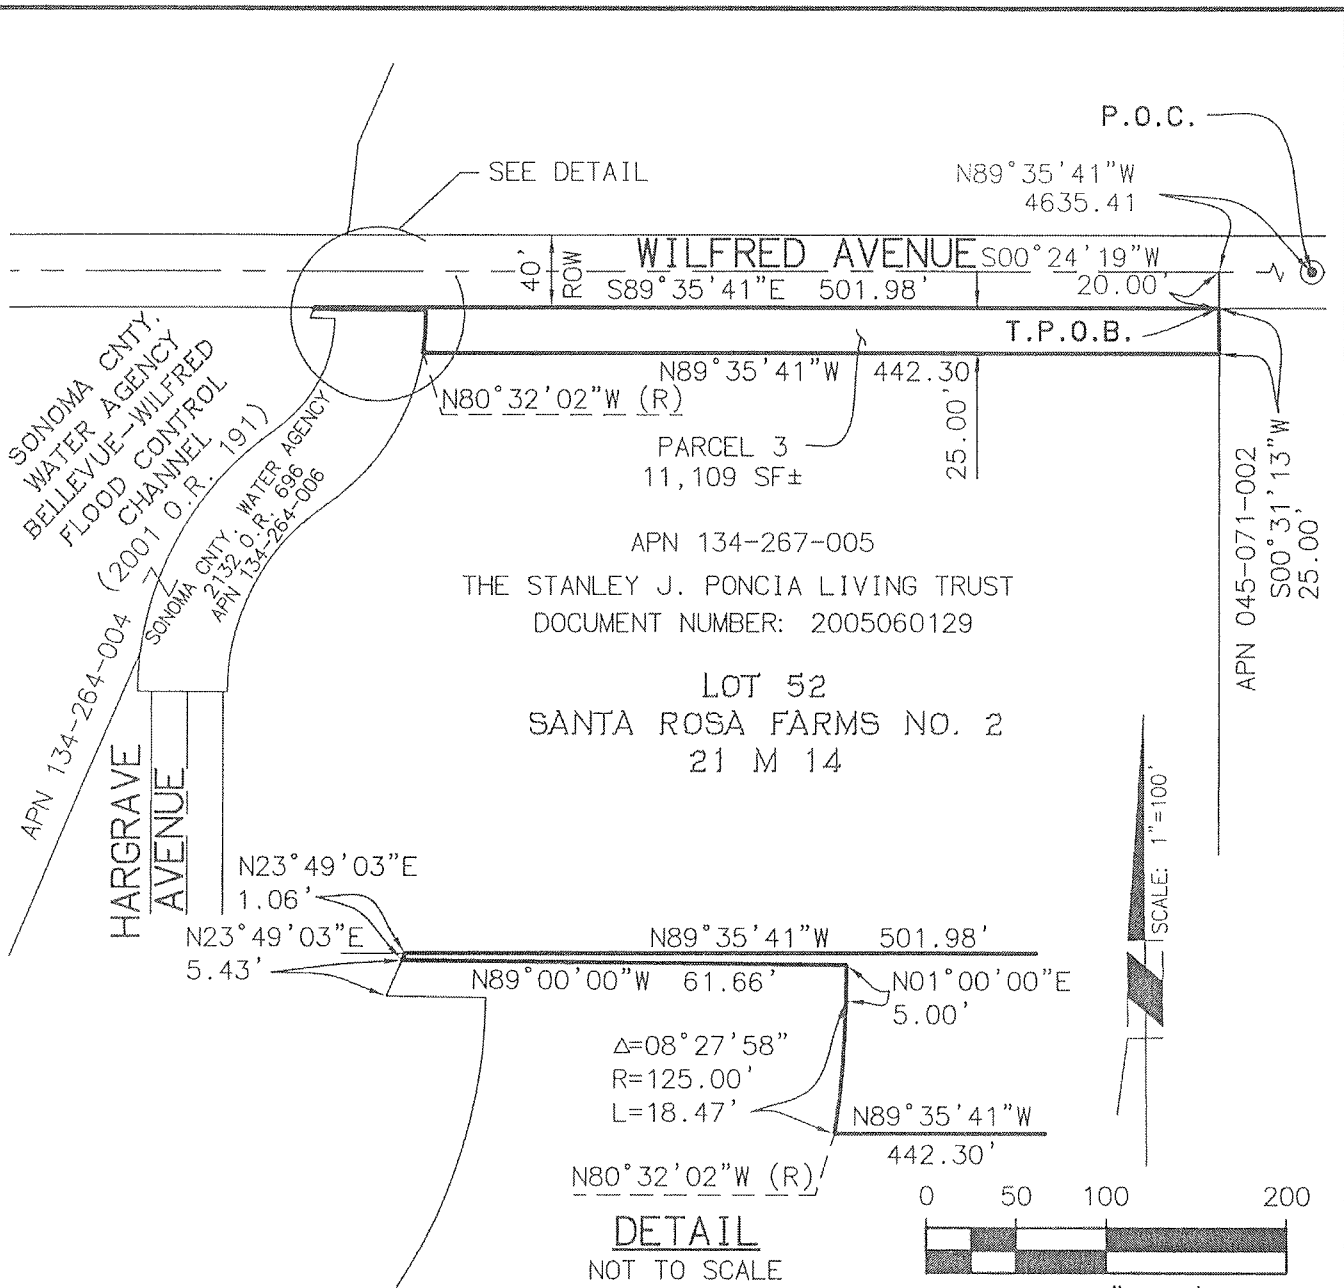 P.O.C.
SEE DETAIL
N89°35'41"W
4635.41
WILFRED AVENUE
S00°24'19"W
20.00'
40'
ROW
S89°35'41"E 501.98'
T.P.O.B.
N89°35'41"W 442.30'
N80°32'02"W (R)
25.00'
PARCEL 3
11,109 SF±
S00°31'13"W
25.00'
APN 045-071-002
SONOMA CNTY.
WATER AGENCY
BELLEVUE-WILFRED
FLOOD CONTROL
CHANNEL
(2001 O.R. 191)
APN 134-264-004
SONOMA CNTY. WATER AGENCY
2132 O.R. 696
APN 134-264-006
APN 134-267-005
THE STANLEY J. PONCIA LIVING TRUST
DOCUMENT NUMBER: 2005060129
LOT 52
SANTA ROSA FARMS NO. 2
21 M 14
HARGRAVE
AVENUE
SCALE: 1"=100'
N23°49'03"E
1.06'
N23°49'03"E
5.43'
N89°35'41"W 501.98'
N89°00'00"W 61.66'
N01°00'00"E
5.00'
Δ=08°27'58"
R=125.00'
L=18.47'
N89°35'41"W
442.30'
N80°32'02"W (R)
DETAIL
NOT TO SCALE
0 50 100 200